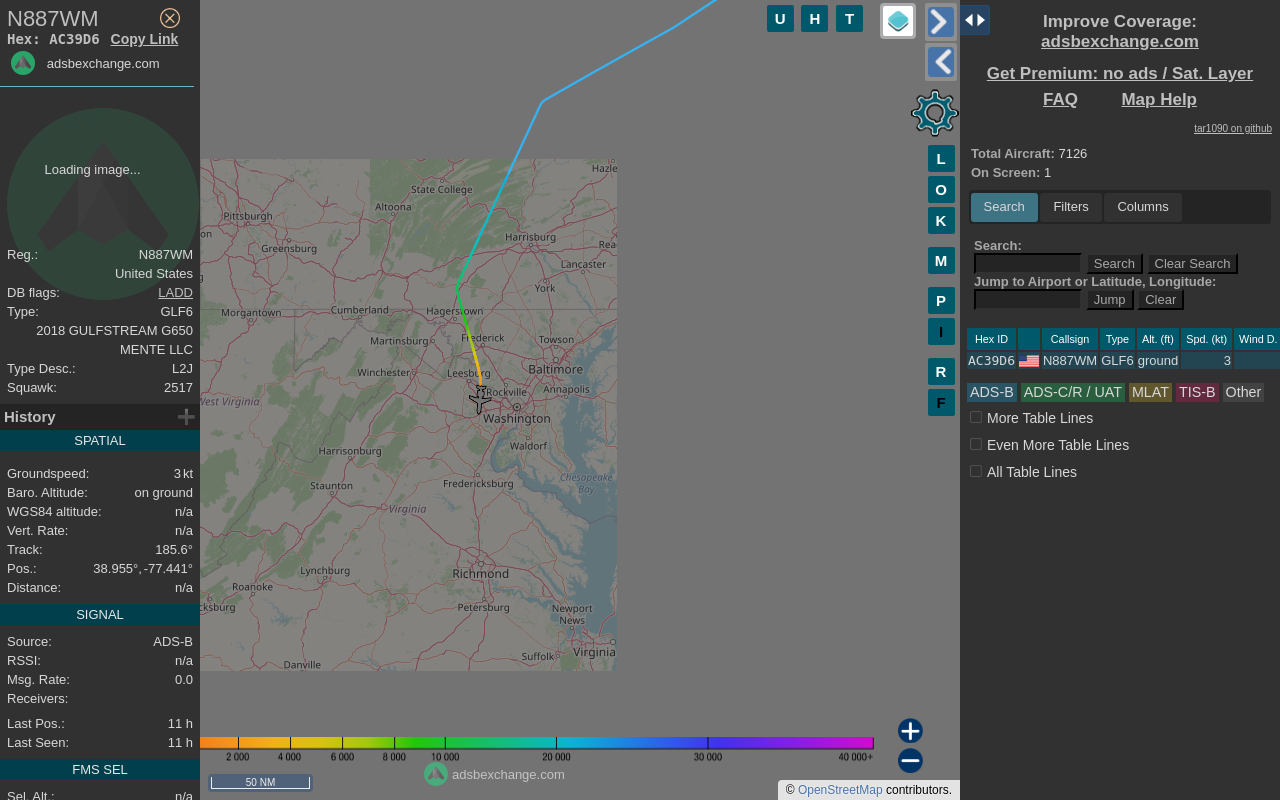 N887WM
Hex: AC39D6 Copy Link
adsbexchange.com
Loading image...
Reg.: N887WM
United States
DB flags: LADD
Type: GLF6
2018 GULFSTREAM G650
MENTE LLC
Type Desc.: L2J
Squawk: 2517
History
SPATIAL
Groundspeed: 3 kt
Baro. Altitude: on ground
WGS84 altitude: n/a
Vert. Rate: n/a
Track: 185.6°
Pos.: 38.955°, -77.441°
Distance: n/a
SIGNAL
Source: ADS-B
RSSI: n/a
Msg. Rate: 0.0
Receivers:
Last Pos.: 11 h
Last Seen: 11 h
FMS SEL
Sel. Alt.: n/a
U H T
L
O
K
M
P
I
R
F
Hazle
State College
Altoona
Pittsburgh
on
Greensburg
Harrisburg
Rea
Lancaster
g
York
Morgantown
Cumberland
Hagerstown
Martinsburg
Frederick
Towson
Baltimore
Winchester
Leesburg
Rockville
Annapolis
West Virginia
Washington
Waldorf
Harrisonburg
Chesapeake
Bay
Staunton
Fredericksburg
Virginia
Richmond
Lynchburg
Roanoke
cksburg
Petersburg
Newport
News
Virginia
Suffolk
Danville
2 000 4 000 6 000 8 000 10 000 20 000 30 000 40 000+
50 NM
adsbexchange.com
© OpenStreetMap contributors.
Improve Coverage:
adsbexchange.com
Get Premium: no ads / Sat. Layer
FAQ Map Help
tar1090 on github
Total Aircraft: 7126
On Screen: 1
Search Filters Columns
Search:
Search Clear Search
Jump to Airport or Latitude, Longitude:
Jump Clear
Hex ID Callsign Type Alt. (ft) Spd. (kt) Wind D.
AC39D6 N887WM GLF6 ground 3
ADS-B ADS-C/R / UAT MLAT TIS-B Other
More Table Lines
Even More Table Lines
All Table Lines